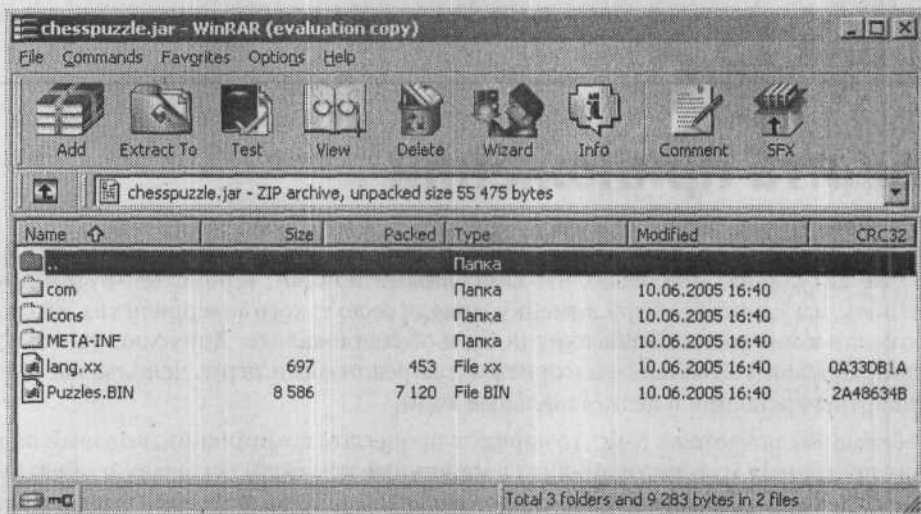 chesspuzzle.jar - WinRAR (evaluation copy)
File Commands Favorites Options Help
Add Extract To Test View Delete Wizard Info Comment SFX
chesspuzzle.jar - ZIP archive, unpacked size 55 475 bytes
Name Size Packed Type Modified CRC32
.. Папка
com Папка 10.06.2005 16:40
icons Папка 10.06.2005 16:40
META-INF Папка 10.06.2005 16:40
lang.xx 697 453 File xx 10.06.2005 16:40 0A33DB1A
Puzzles.BIN 8 586 7 120 File BIN 10.06.2005 16:40 2A48634B
Total 3 folders and 9 283 bytes in 2 files